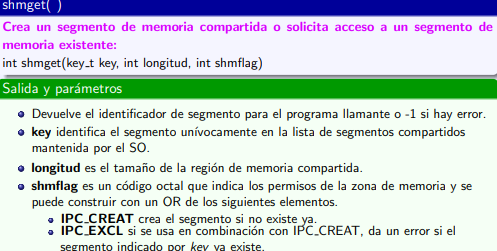 shmget( )
Crea un segmento de memoria compartida o solicita acceso a un segmento de
memoria existente:
int shmget(key_t key, int longitud, int shmflag)
Salida y parámetros
Devuelve el identificador de segmento para el programa llamante o -1 si hay error.
key identifica el segmento unívocamente en la lista de segmentos compartidos
mantenida por el SO.
longitud es el tamaño de la región de memoria compartida.
shmflag es un código octal que indica los permisos de la zona de memoria y se
puede construir con un OR de los siguientes elementos.
IPC_CREAT crea el segmento si no existe ya.
IPC_EXCL si se usa en combinación con IPC_CREAT, da un error si el
segmento indicado por key ya existe.